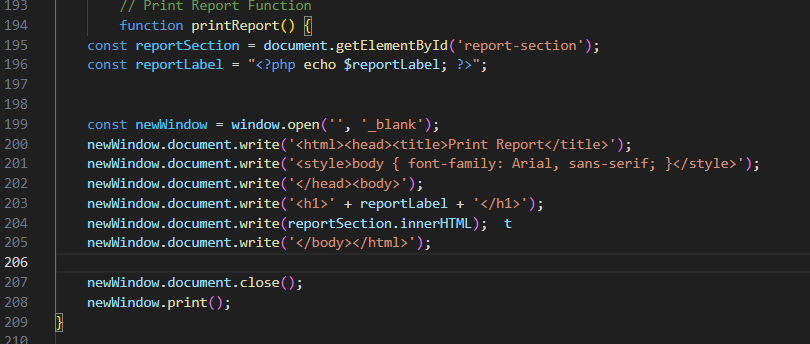 193 // Print Report Function
194 function printReport() {
195 const reportSection = document.getElementById('report-section');
196 const reportLabel = "<?php echo $reportLabel; ?>";
197
198
199 const newWindow = window.open('', '_blank');
200 newWindow.document.write('<html><head><title>Print Report</title>');
201 newWindow.document.write('<style>body { font-family: Arial, sans-serif; }</style>');
202 newWindow.document.write('</head><body>');
203 newWindow.document.write('<h1>' + reportLabel + '</h1>');
204 newWindow.document.write(reportSection.innerHTML);  t
205 newWindow.document.write('</body></html>');
206
207 newWindow.document.close();
208 newWindow.print();
209 }
210